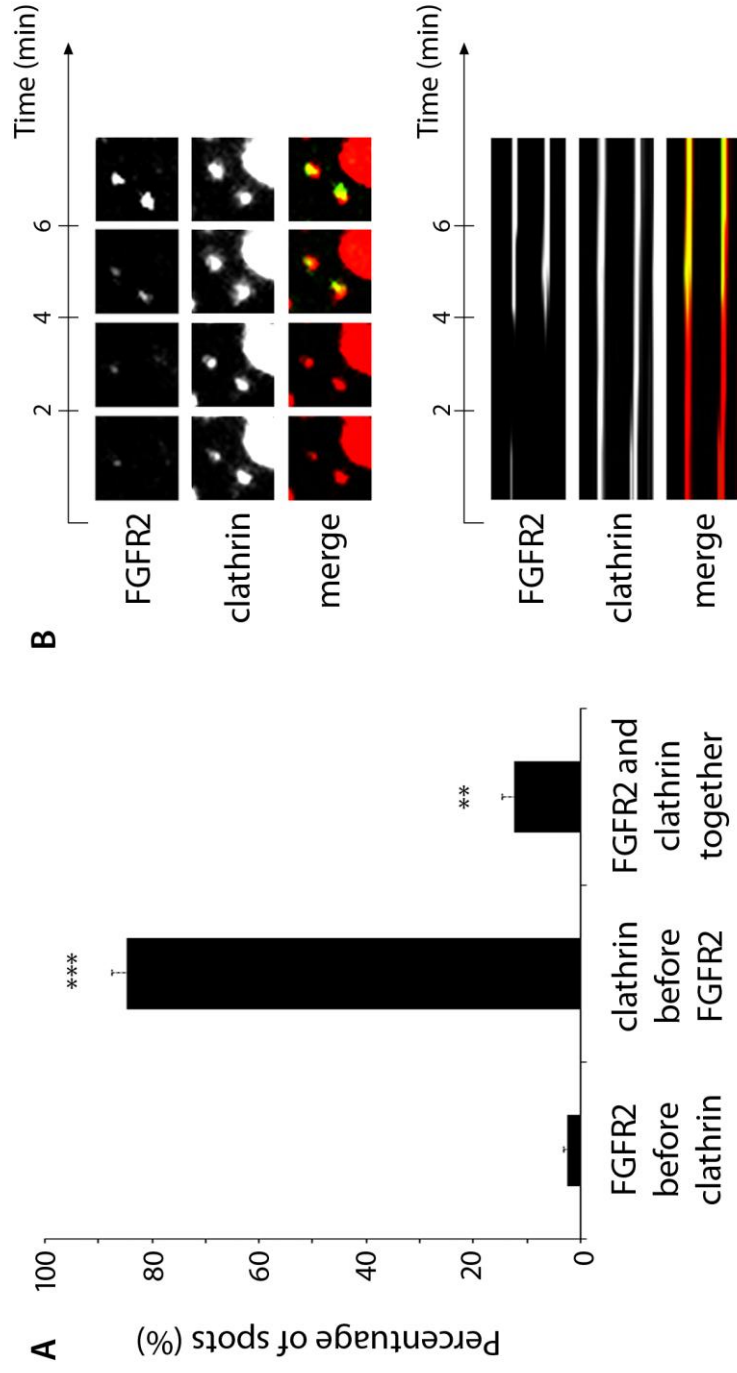 A
Percentuage of spots (%)
100
80
60
40
20
0
***
**
FGFR2
before
clathrin
clathrin
before
FGFR2
FGFR2 and
clathrin
together
B
Time (min)
2 4 6
FGFR2
clathrin
merge
Time (min)
2 4 6
FGFR2
clathrin
merge